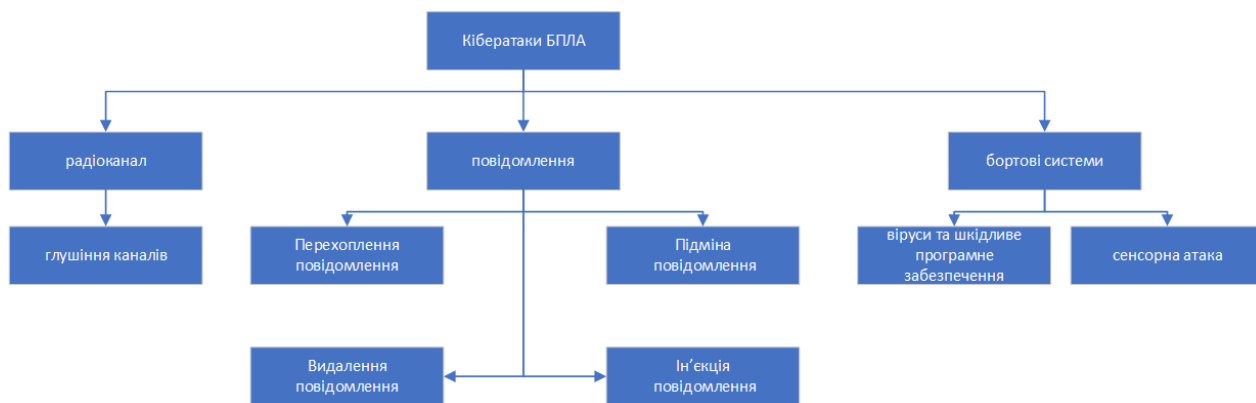 Кібератаки БПЛА
радіоканал
повідомлення
бортові системи
глушіння каналів
Перехоплення
повідомлення
Підміна
повідомлення
віруси та шкідливе
програмне
забезпечення
сенсорна атака
Видалення
повідомлення
Ін’єкція
повідомлення